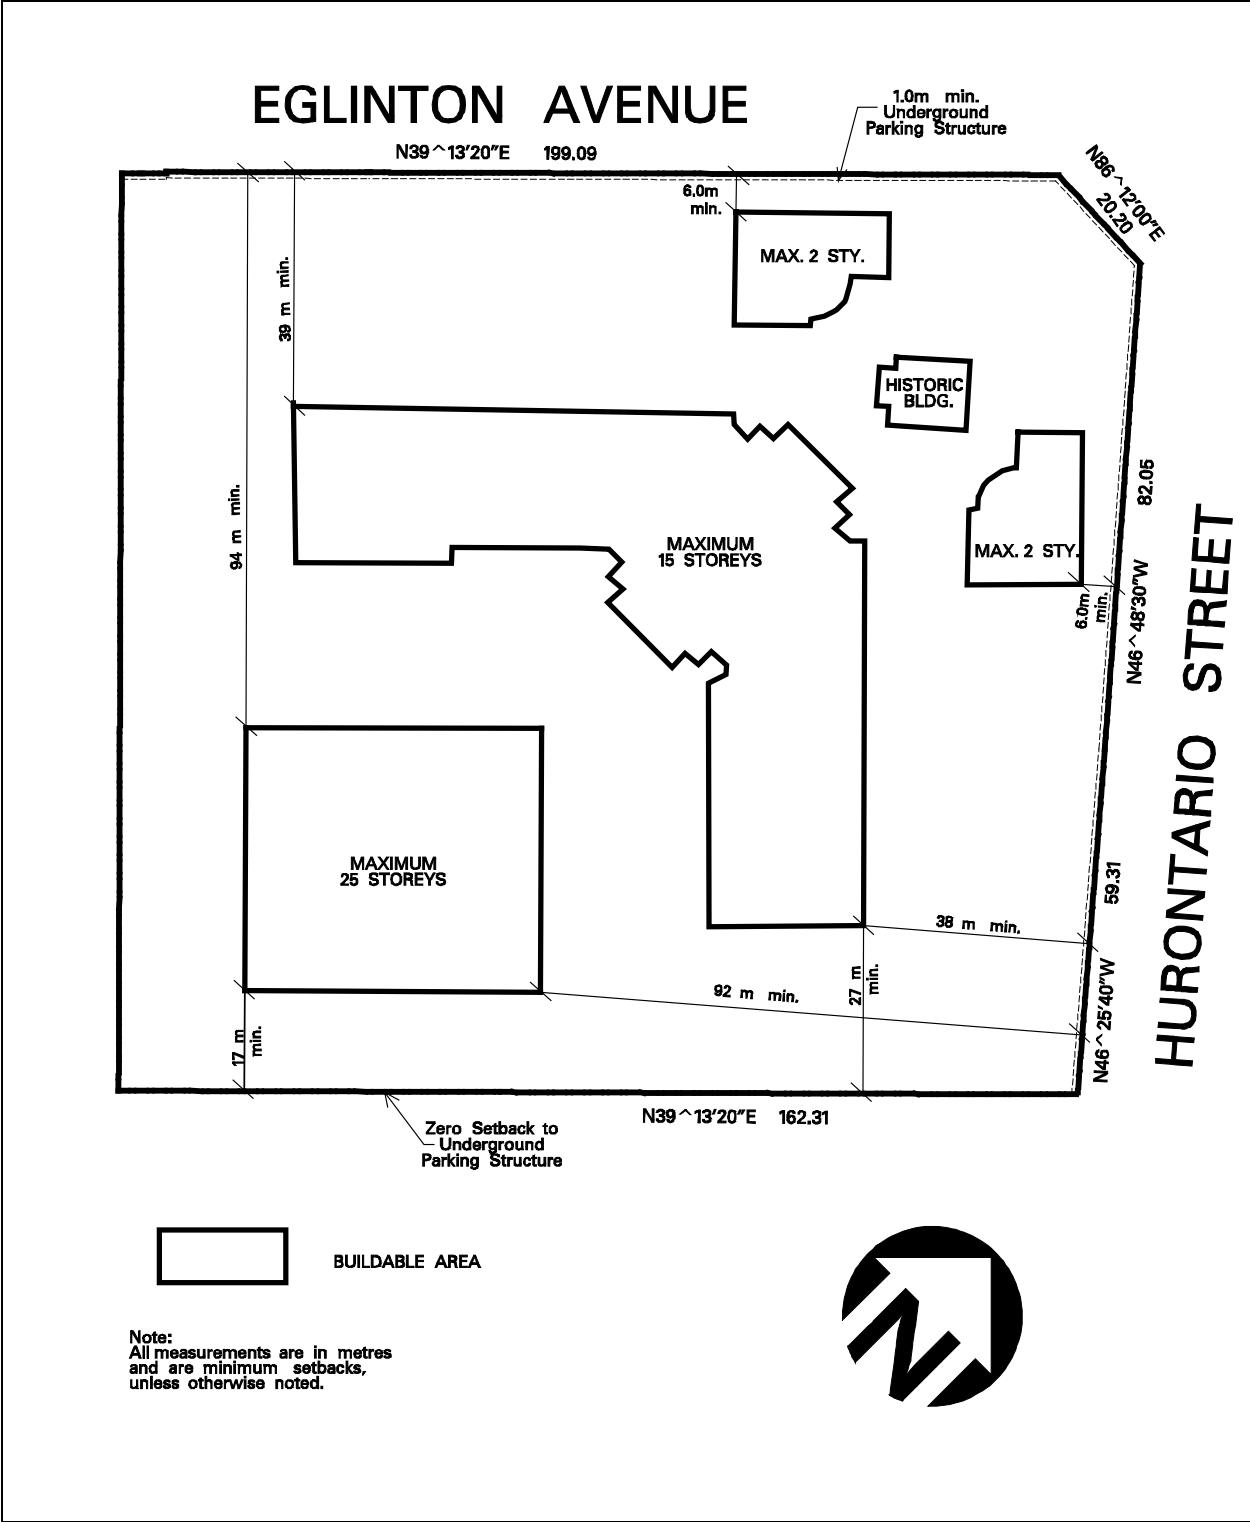 EGLINTON AVENUE
N39^13'20"E 199.09
1.0m min.
Underground
Parking Structure
N86^12'00"E
20.20
6.0m
min.
MAX. 2 STY.
39 m min.
HISTORIC
BLDG.
82.05
94 m min.
MAXIMUM
15 STOREYS
MAX. 2 STY.
6.0m
min.
N46^48'30"W
HURONTARIO STREET
MAXIMUM
25 STOREYS
59.31
38 m min.
92 m min.
27 m
min.
N46^25'40"W
17 m
min.
N39^13'20"E 162.31
Zero Setback to
Underground
Parking Structure
BUILDABLE AREA
N
Note:
All measurements are in metres
and are minimum setbacks,
unless otherwise noted.